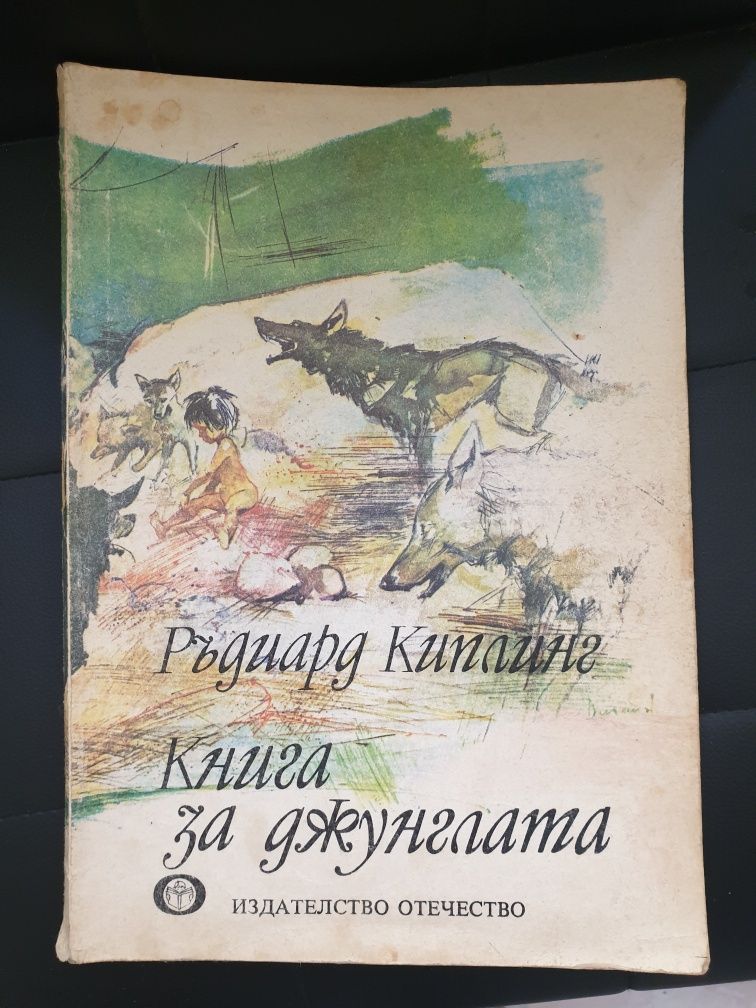 Ръдиард Киплинг
Книга
за джунглата
ИЗДАТЕЛСТВО ОТЕЧЕСТВО